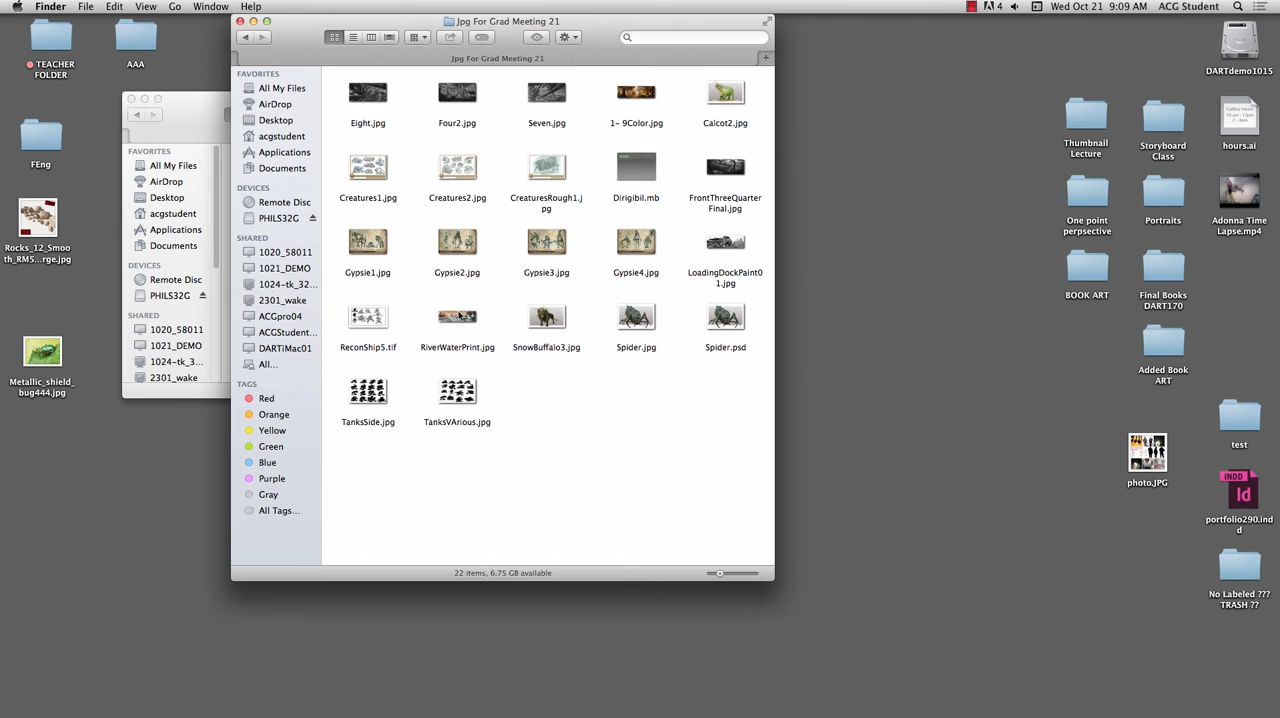 Finder File Edit View Go Window Help
4 Wed Oct 21 9:09 AM ACG Student
Jpg For Grad Meeting 21
Jpg For Grad Meeting 21
TEACHER
FOLDER
AAA
FEng
Rocks_12_Smoo
th_RM5...rge.jpg
Metallic_shield_
bug444.jpg
FAVORITES
All My Files
AirDrop
Desktop
acgstudent
Applications
Documents
DEVICES
Remote Disc
PHILS32G
SHARED
1020_58011
1021_DEMO
1024-tk_3...
2301_wake
FAVORITES
All My Files
AirDrop
Desktop
acgstudent
Applications
Documents
DEVICES
Remote Disc
PHILS32G
SHARED
1020_58011
1021_DEMO
1024-tk_32...
2301_wake
ACGpro04
ACGStudent...
DARTiMac01
All...
TAGS
Red
Orange
Yellow
Green
Blue
Purple
Gray
All Tags...
Eight.jpg
Four2.jpg
Seven.jpg
1- 9Color.jpg
Calcot2.jpg
Creatures1.jpg
Creatures2.jpg
CreaturesRough1.j
pg
Dirigibil.mb
FrontThreeQuarter
Final.jpg
Gypsie1.jpg
Gypsie2.jpg
Gypsie3.jpg
Gypsie4.jpg
LoadingDockPaint0
1.jpg
ReconShip5.tif
RiverWaterPrint.jpg
SnowBuffalo3.jpg
Spider.jpg
Spider.psd
TanksSide.jpg
TanksVArious.jpg
22 items, 6.75 GB available
DARTdemo1015
Thumbnail
Lecture
Storyboard
Class
hours.ai
One point
perpsective
Portraits
Adonna Time
Lapse.mp4
BOOK ART
Final Books
DART170
Added Book
ART
test
photo.JPG
INDD
Id
portfolio290.ind
d
No Labeled ???
TRASH ??